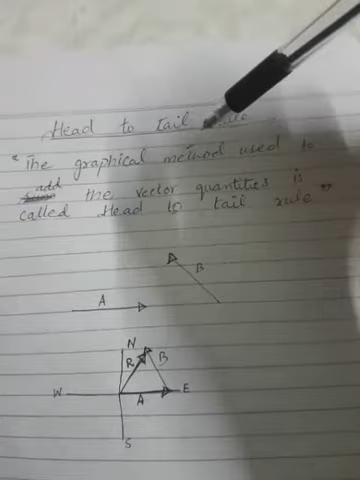 Head to tail
"The graphical method used to
add
the vector quantities is
called Head to tail rule"
B
A
N
R B
W A E
S